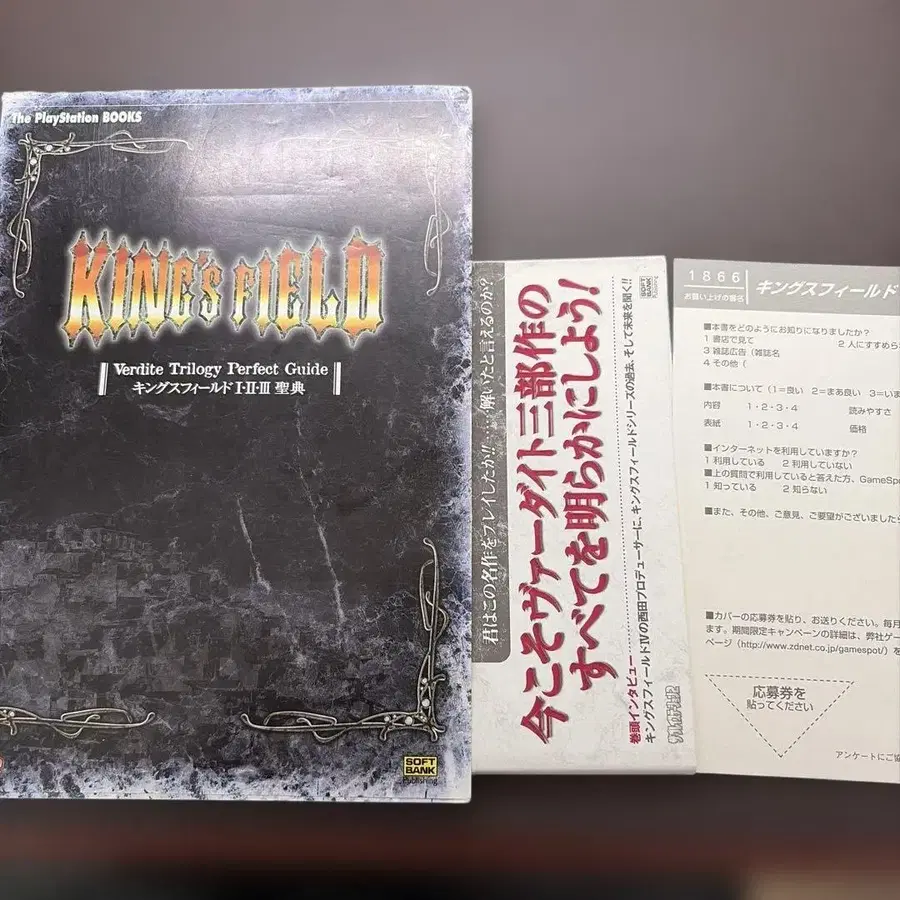 The PlayStation BOOKS
KING'S FIELD
Verdite Trilogy Perfect Guide
キングスフィールドI・II・III 聖典
SOFT
BANK
Publishing
君はこの名作をプレイしたか!! … 解いたと言えるのか?
今こそヴァーダイト三部作の
すべてを明らかにしよう!
巻頭インタビュー
キングスフィールドIVの西田プロデューサーに、キングスフィールドシリーズの過去、そして未来を聞く!!
SOFT
BANK
1866
お買い上げの書名
キングスフィールド
■本書をどのようにお知りになりましたか?
1 書店で見て 2 人にすすめられ
3 雑誌広告(雑誌名
4 その他(
■本書について(1=良い 2=まあ良い 3=いま
内容 1・2・3・4 読みやすさ
表紙 1・2・3・4 価格
■インターネットを利用していますか?
1 利用している 2 利用していない
■上の質問で利用していると答えた方、GameSpo
1 知っている 2 知らない
■また、その他、ご意見、ご要望がございましたら
■カバーの応募券を貼り、お送りください。毎月
ます。期間限定キャンペーンの詳細は、弊社ゲー
ページ(http://www.zdnet.co.jp/gamespot/)を
応募券を
貼ってください
アンケートにご協